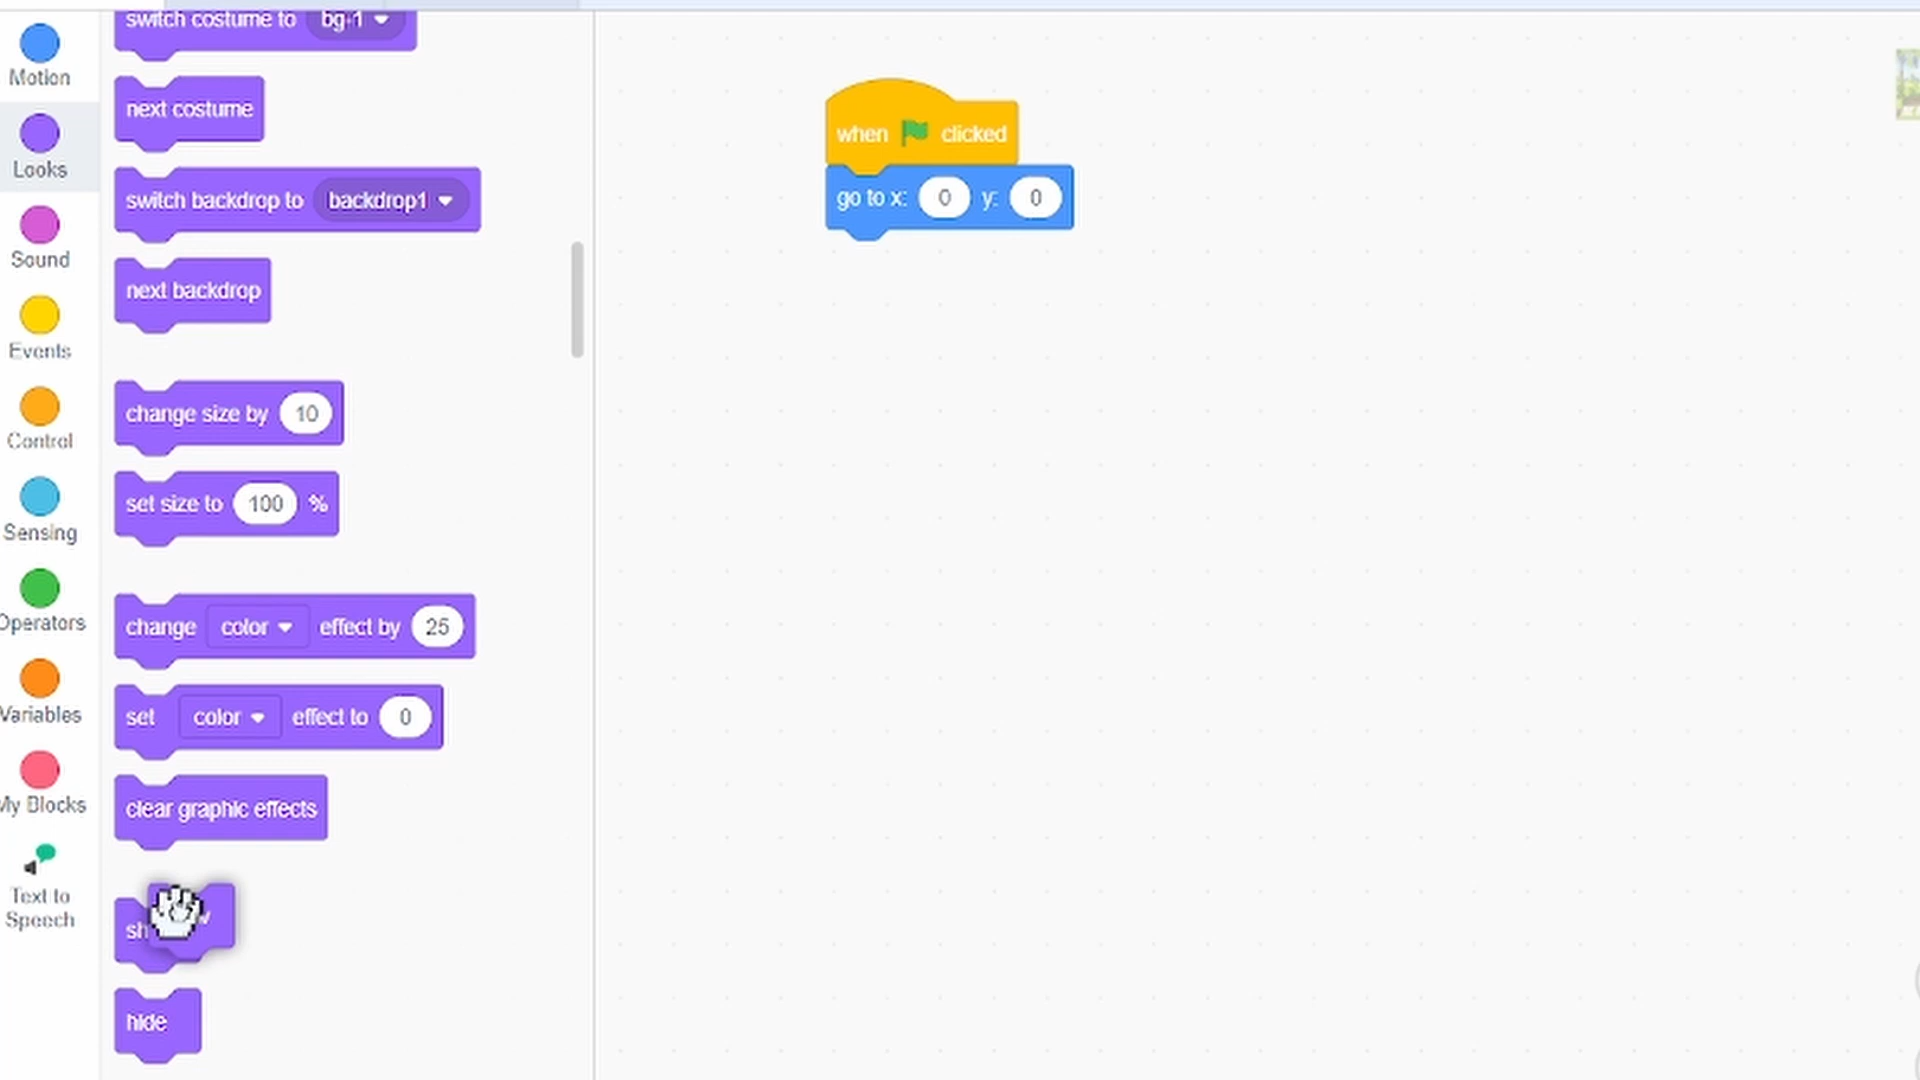 Motion
Looks
Sound
Events
Control
Sensing
Operators
Variables
My Blocks
Text to
Speech
switch costume to bg-1
next costume
switch backdrop to backdrop1
next backdrop
change size by 10
set size to 100 %
change color effect by 25
set color effect to 0
clear graphic effects
hide
when clicked
go to x: 0 y: 0